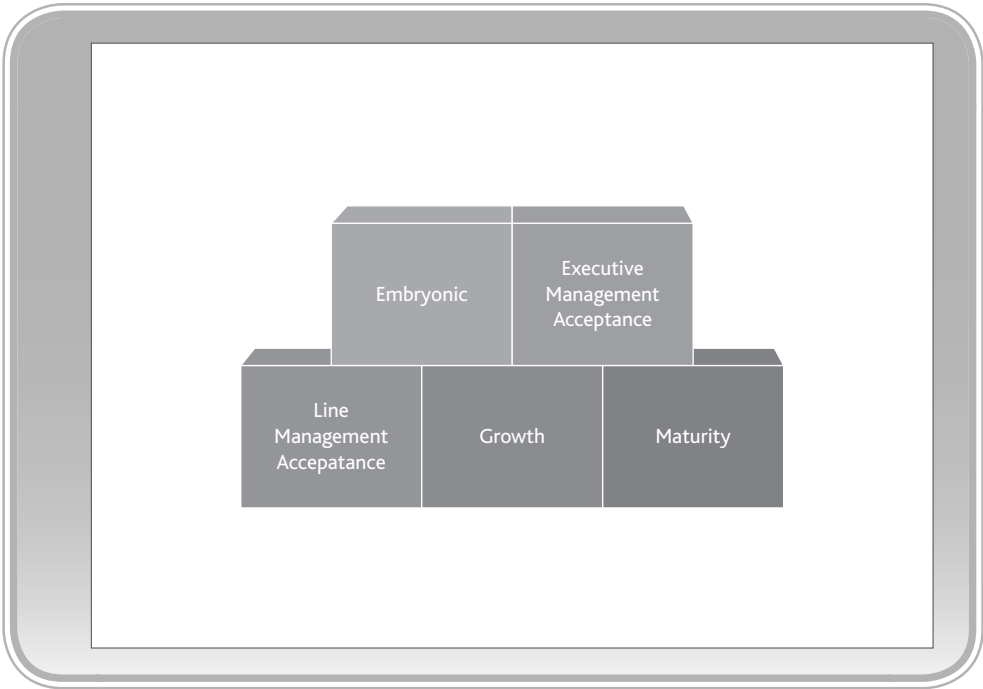 Embryonic
Executive
Management
Acceptance
Line
Management
Accepatance
Growth
Maturity